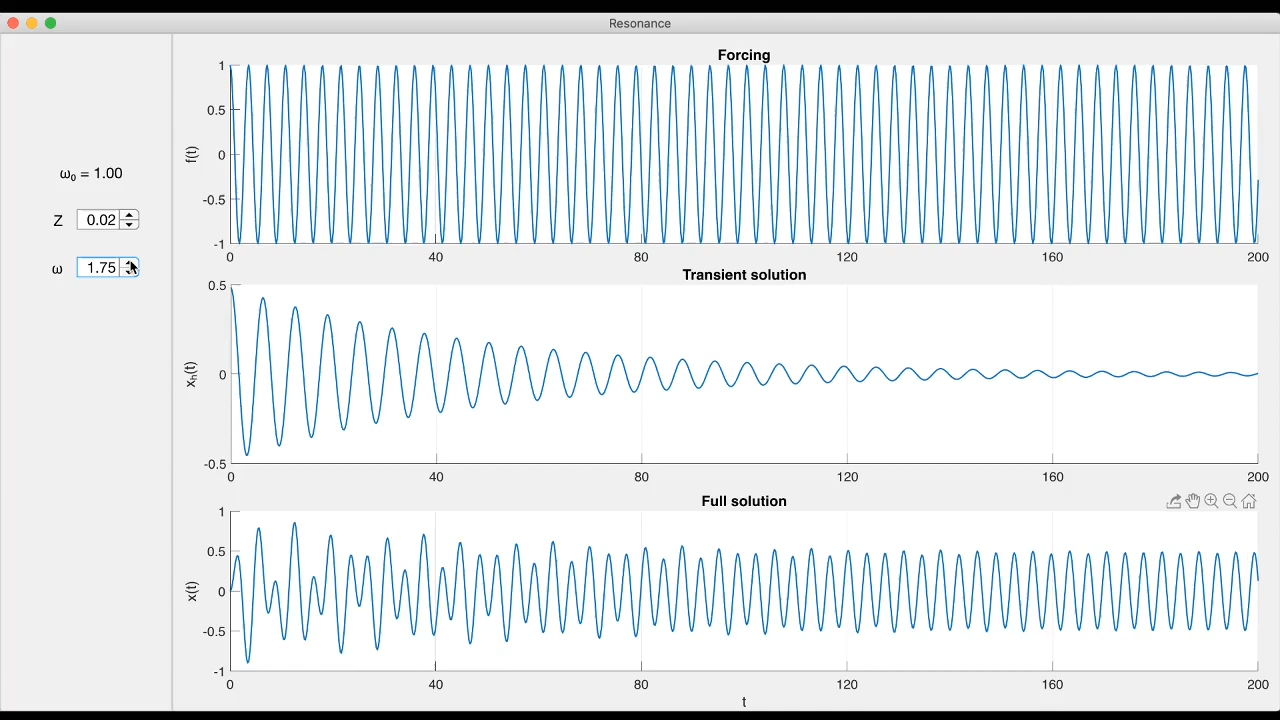 Resonance
ω₀ = 1.00
Z 0.02
ω 1.75
Forcing
f(t)
1
0.5
0
-0.5
-1
0 40 80 120 160 200
Transient solution
xₕ(t)
0.5
0
-0.5
0 40 80 120 160 200
Full solution
x(t)
1
0.5
0
-0.5
-1
0 40 80 120 160 200
t